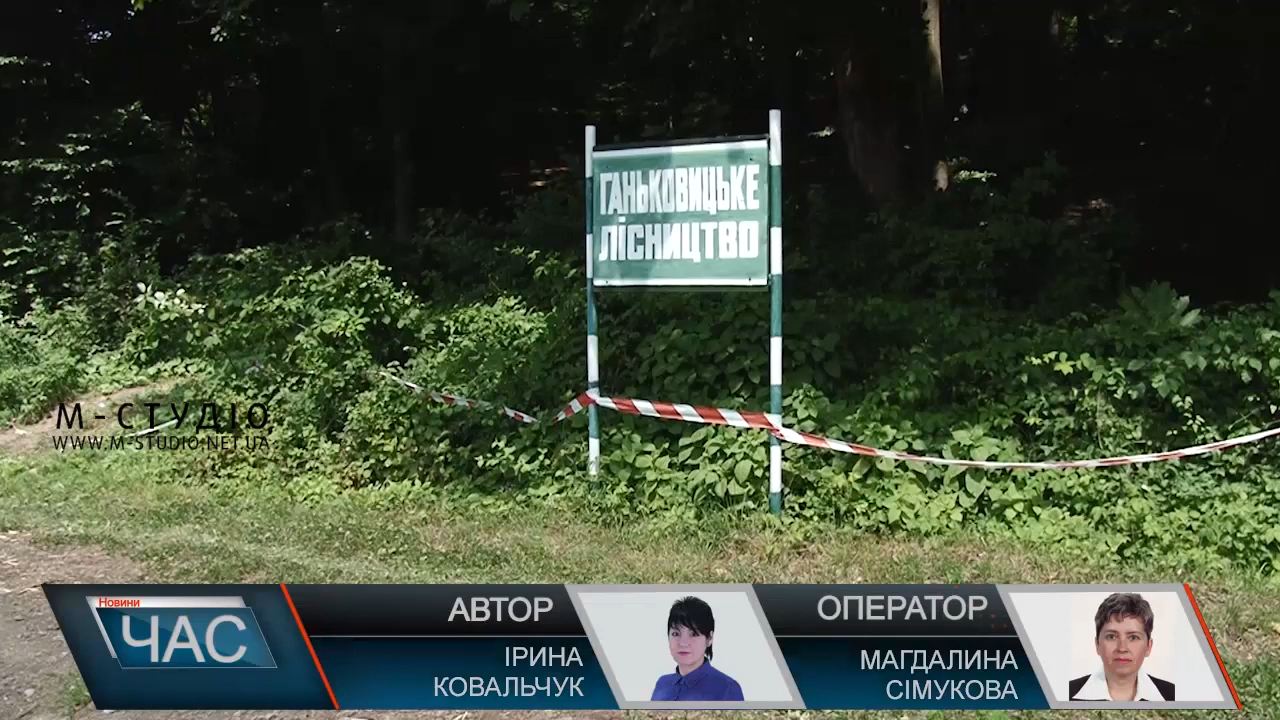 ГАНЬКОВИЦЬКЕ
ЛІСНИЦТВО
М-СТУДІО
WWW.M-STUDIO.NET.UA
Новини
ЧАС
АВТОР
ІРИНА
КОВАЛЬЧУК
ОПЕРАТОР
МАГДАЛИНА
СІМУКОВА